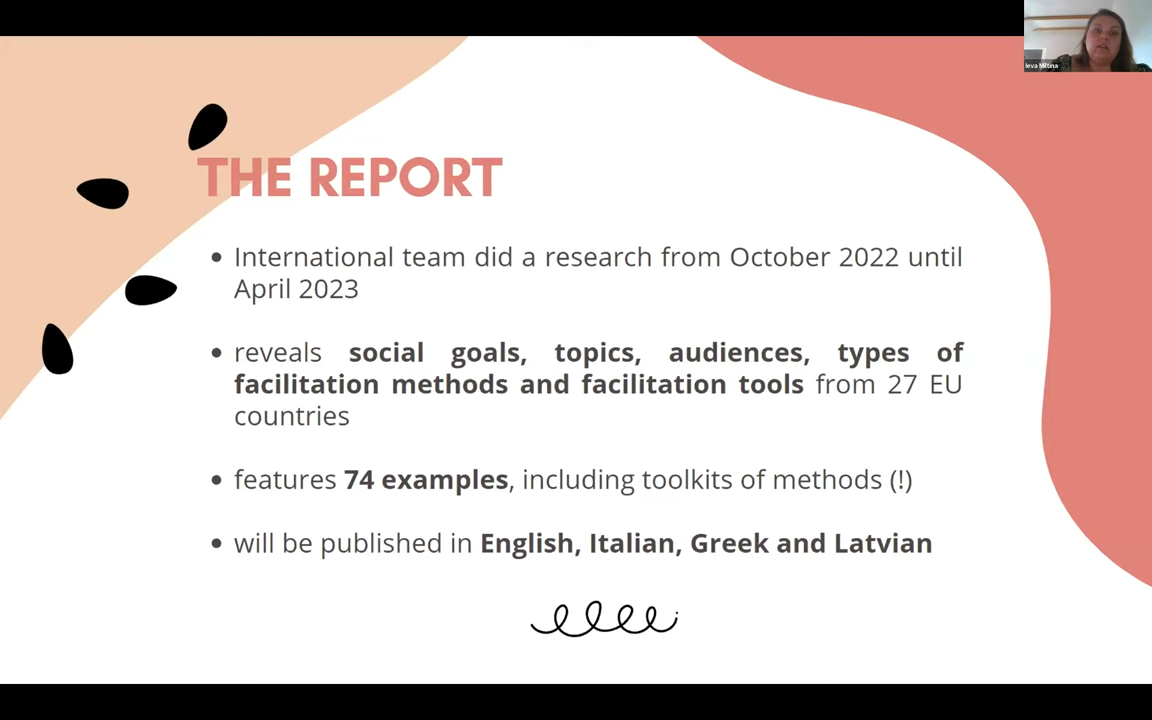 Ieva Miltina
THE REPORT
International team did a research from October 2022 until
April 2023
reveals social goals, topics, audiences, types of
facilitation methods and facilitation tools from 27 EU
countries
features 74 examples, including toolkits of methods (!)
will be published in English, Italian, Greek and Latvian